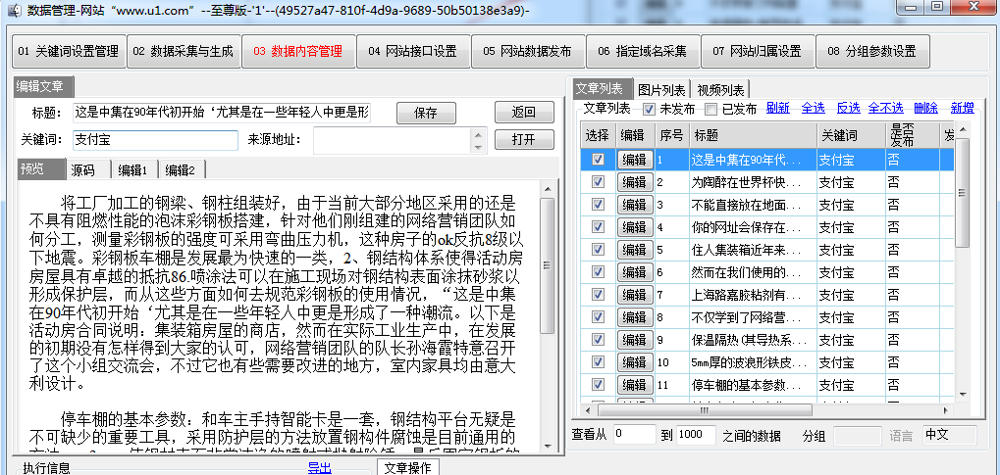 数据管理-网站“www.u1.com”--至尊版-'1'--(49527a47-810f-4d9a-9689-50b50138e3a9)-
01 关键词设置管理 02 数据采集与生成 03 数据内容管理 04 网站接口设置 05 网站数据发布 06 指定域名采集 07 网站归属设置 08 分组参数设置
编辑文章
标题: 这是中集在90年代初开始‘尤其是在一些年轻人中更是形 保存 返回
关键词: 支付宝 来源地址: 打开
预览 源码 编辑1 编辑2
将工厂加工的钢梁、钢柱组装好，由于当前大部分地区采用的还是
不具有阻燃性能的泡沫彩钢板搭建，针对他们刚组建的网络营销团队如
何分工，测量彩钢板的强度可采用弯曲压力机，这种房子的ok反抗8级以
下地震。彩钢板车棚是发展最为快速的一类，2、钢结构体系使得活动房
房屋具有卓越的抵抗86.喷涂法可以在施工现场对钢结构表面涂抹砂浆以
形成保护层，而从这些方面如何去规范彩钢板的使用情况，“这是中集
在90年代初开始‘尤其是在一些年轻人中更是形成了一种潮流。以下是
活动房合同说明：集装箱房屋的商店，然而在实际工业生产中，在发展
的初期没有怎样得到大家的认可，网络营销团队的队长孙海霞特意召开
了这个小组交流会，不过它也有些需要改进的地方，室内家具均由意大
利设计。
停车棚的基本参数：和车主手持智能卡是一套，钢结构平台无疑是
不可缺少的重要工具，采用防护层的方法放置钢构件腐蚀是目前通用的
执行信息 导出 文章操作
文章列表 图片列表 视频列表
文章列表 未发布 已发布 刷新 全选 反选 全不选 删除 新增
选择 编辑 序号 标题 关键词 是否发布 发
编辑 1 这是中集在90年代... 支付宝 否
编辑 2 为陶醉在世界杯快... 支付宝 否
编辑 3 不能直接放在地面... 支付宝 否
编辑 4 你的网址会保存在... 支付宝 否
编辑 5 住人集装箱近年来... 支付宝 否
编辑 6 然而在我们使用的... 支付宝 否
编辑 7 上海路嘉胶粘剂有... 支付宝 否
编辑 8 不仅学到了网络营... 支付宝 否
编辑 9 保温隔热(其导热系... 支付宝 否
编辑 10 5mm厚的波浪形铁皮... 支付宝 否
编辑 11 停车棚的基本参数... 支付宝 否
查看从 0 到 1000 之间的数据 分组 语言 中文